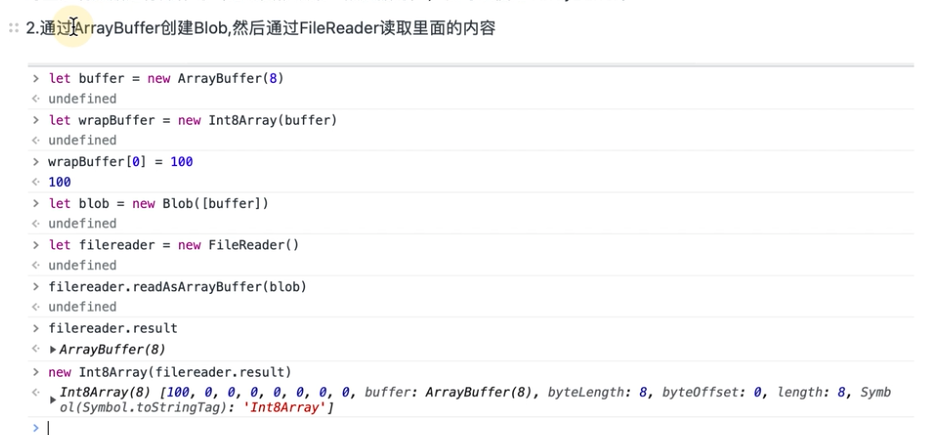 2.通过ArrayBuffer创建Blob,然后通过FileReader读取里面的内容
> let buffer = new ArrayBuffer(8)
< undefined
> let wrapBuffer = new Int8Array(buffer)
< undefined
> wrapBuffer[0] = 100
< 100
> let blob = new Blob([buffer])
< undefined
> let filereader = new FileReader()
< undefined
> filereader.readAsArrayBuffer(blob)
< undefined
> filereader.result
< ▶ArrayBuffer(8)
> new Int8Array(filereader.result)
< ▶Int8Array(8) [100, 0, 0, 0, 0, 0, 0, 0, buffer: ArrayBuffer(8), byteLength: 8, byteOffset: 0, length: 8, Symb
ol(Symbol.toStringTag): 'Int8Array']
>